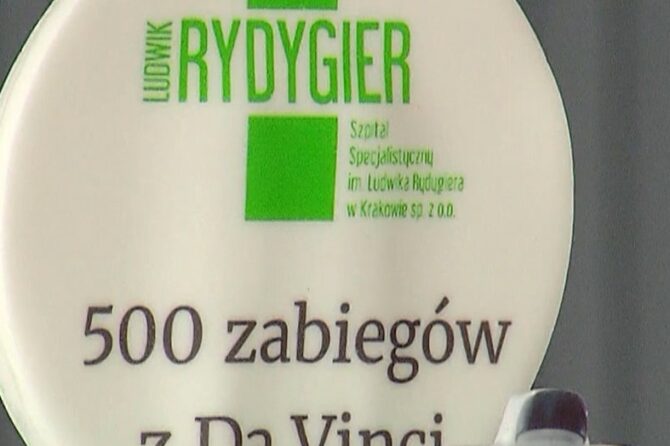 LUDWIK
RYDYGIER
Szpital
Specjalistyczny
im. Ludwika Rydygiera
w Krakowie sp. z o.o.
500 zabiegów
z Da Vinci